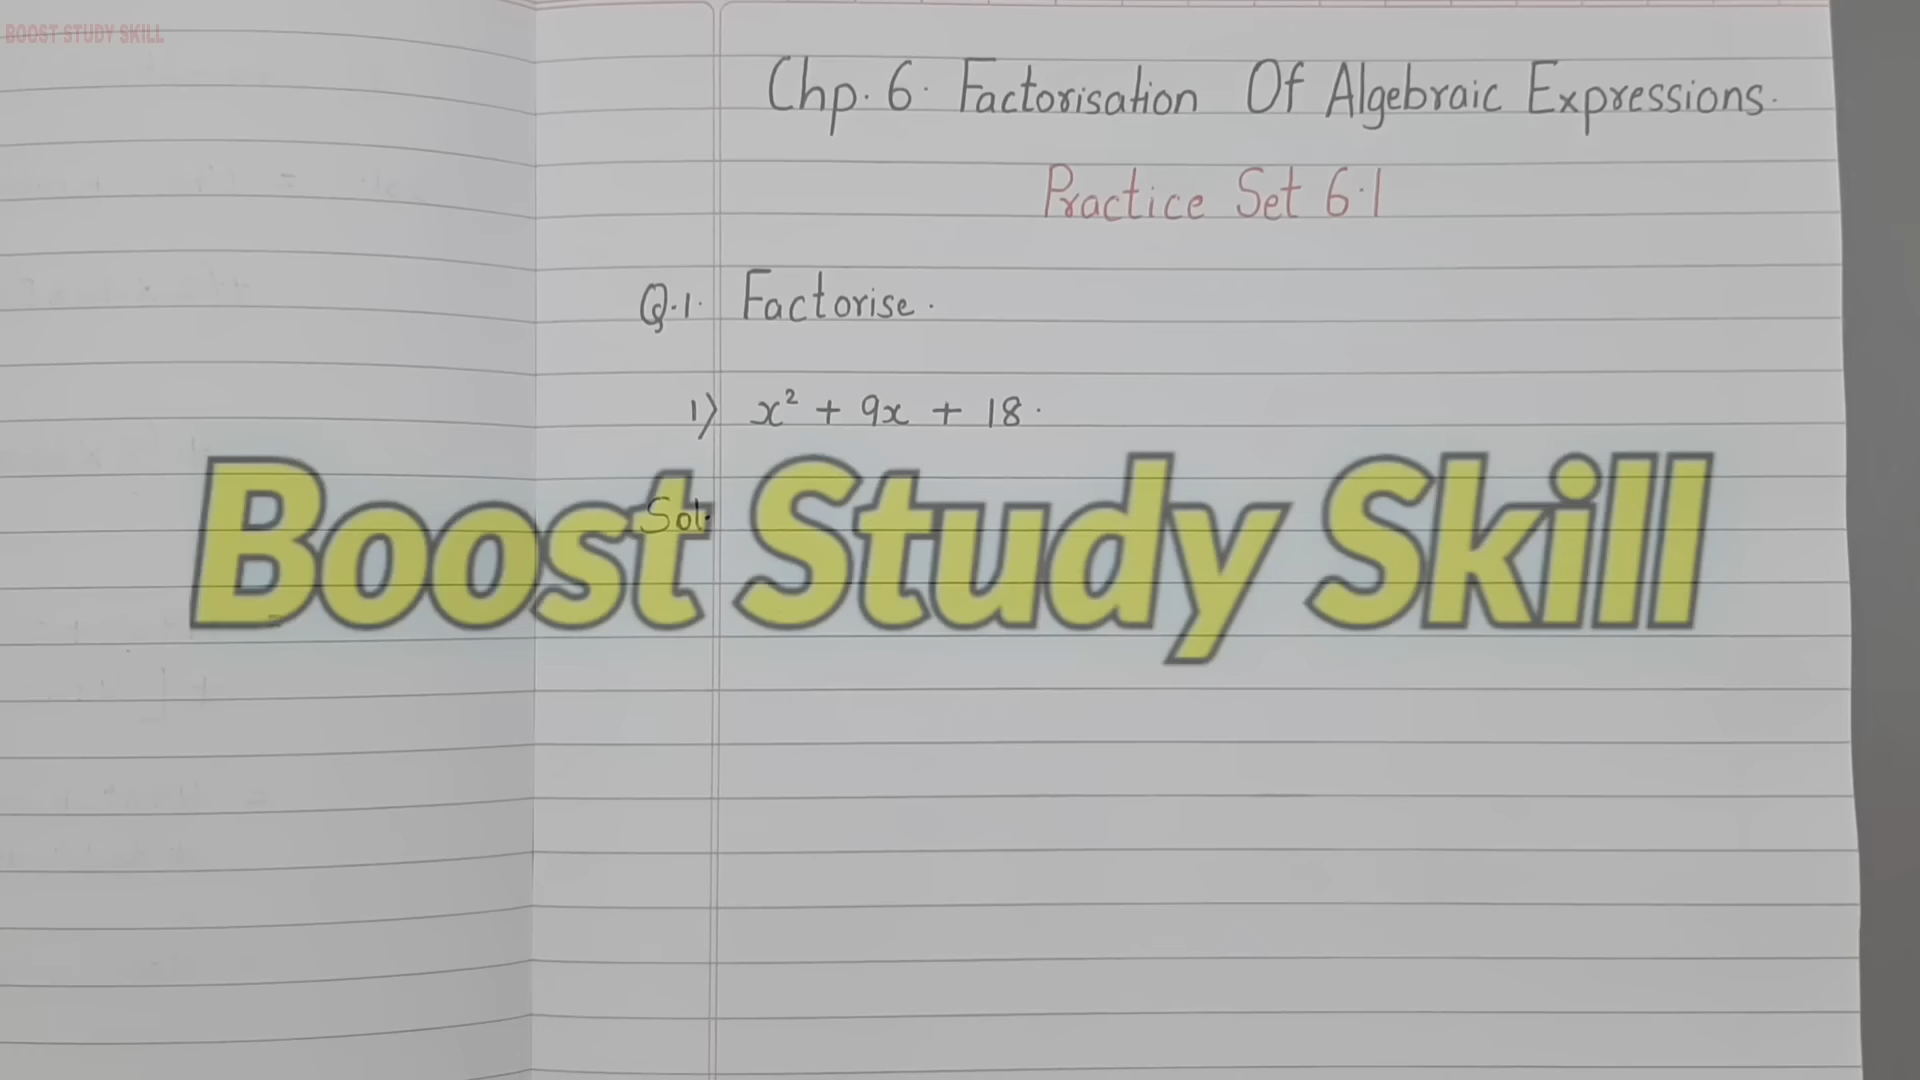 BOOST STUDY SKILL
Chp. 6. Factorisation Of Algebraic Expressions.
Practice Set 6.1
Q.1. Factorise.
1) x² + 9x + 18.
Sol.
Boost Study Skill